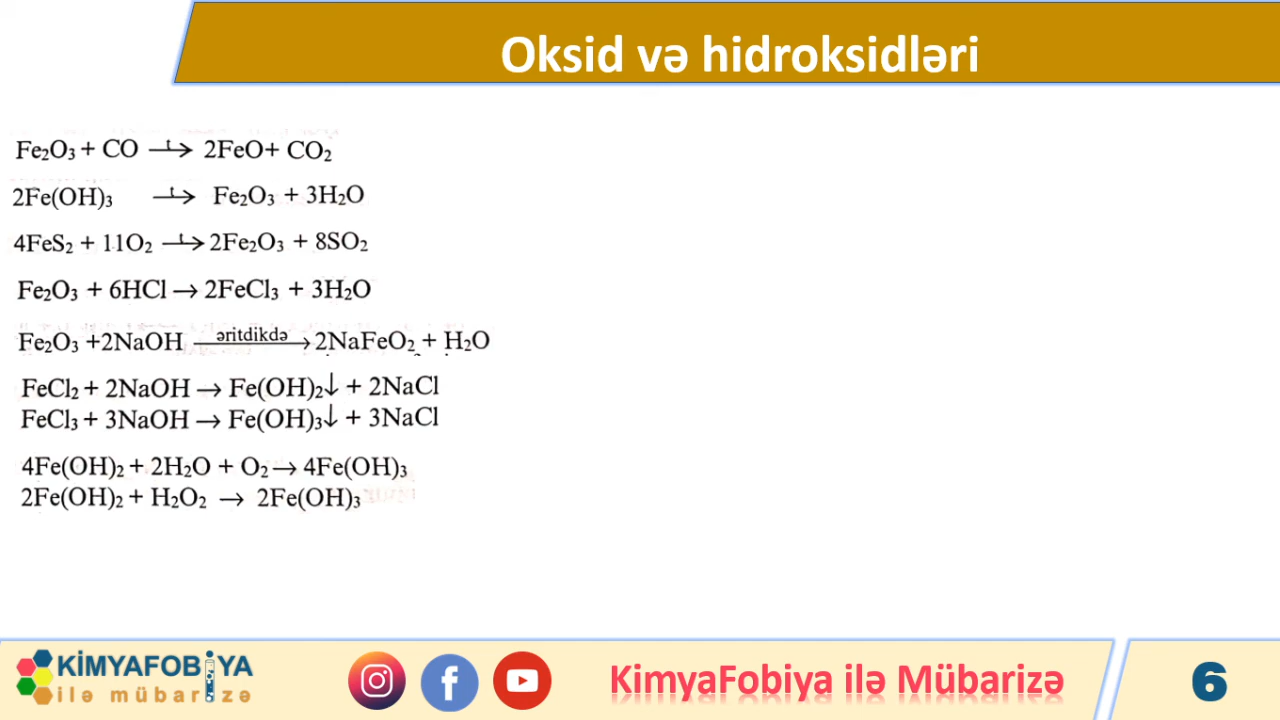 Oksid və hidroksidləri
Fe₂O₃ + CO —t→ 2FeO+ CO₂
2Fe(OH)₃ —t→ Fe₂O₃ + 3H₂O
4FeS₂ + 11O₂ —t→ 2Fe₂O₃ + 8SO₂
Fe₂O₃ + 6HCl → 2FeCl₃ + 3H₂O
Fe₂O₃ +2NaOH —əritdikdə→ 2NaFeO₂ + H₂O
FeCl₂ + 2NaOH → Fe(OH)₂↓ + 2NaCl
FeCl₃ + 3NaOH → Fe(OH)₃↓ + 3NaCl
4Fe(OH)₂ + 2H₂O + O₂ → 4Fe(OH)₃
2Fe(OH)₂ + H₂O₂ → 2Fe(OH)₃
KİMYAFOBİYA
ilə mübarizə
KimyaFobiya ilə Mübarizə
6